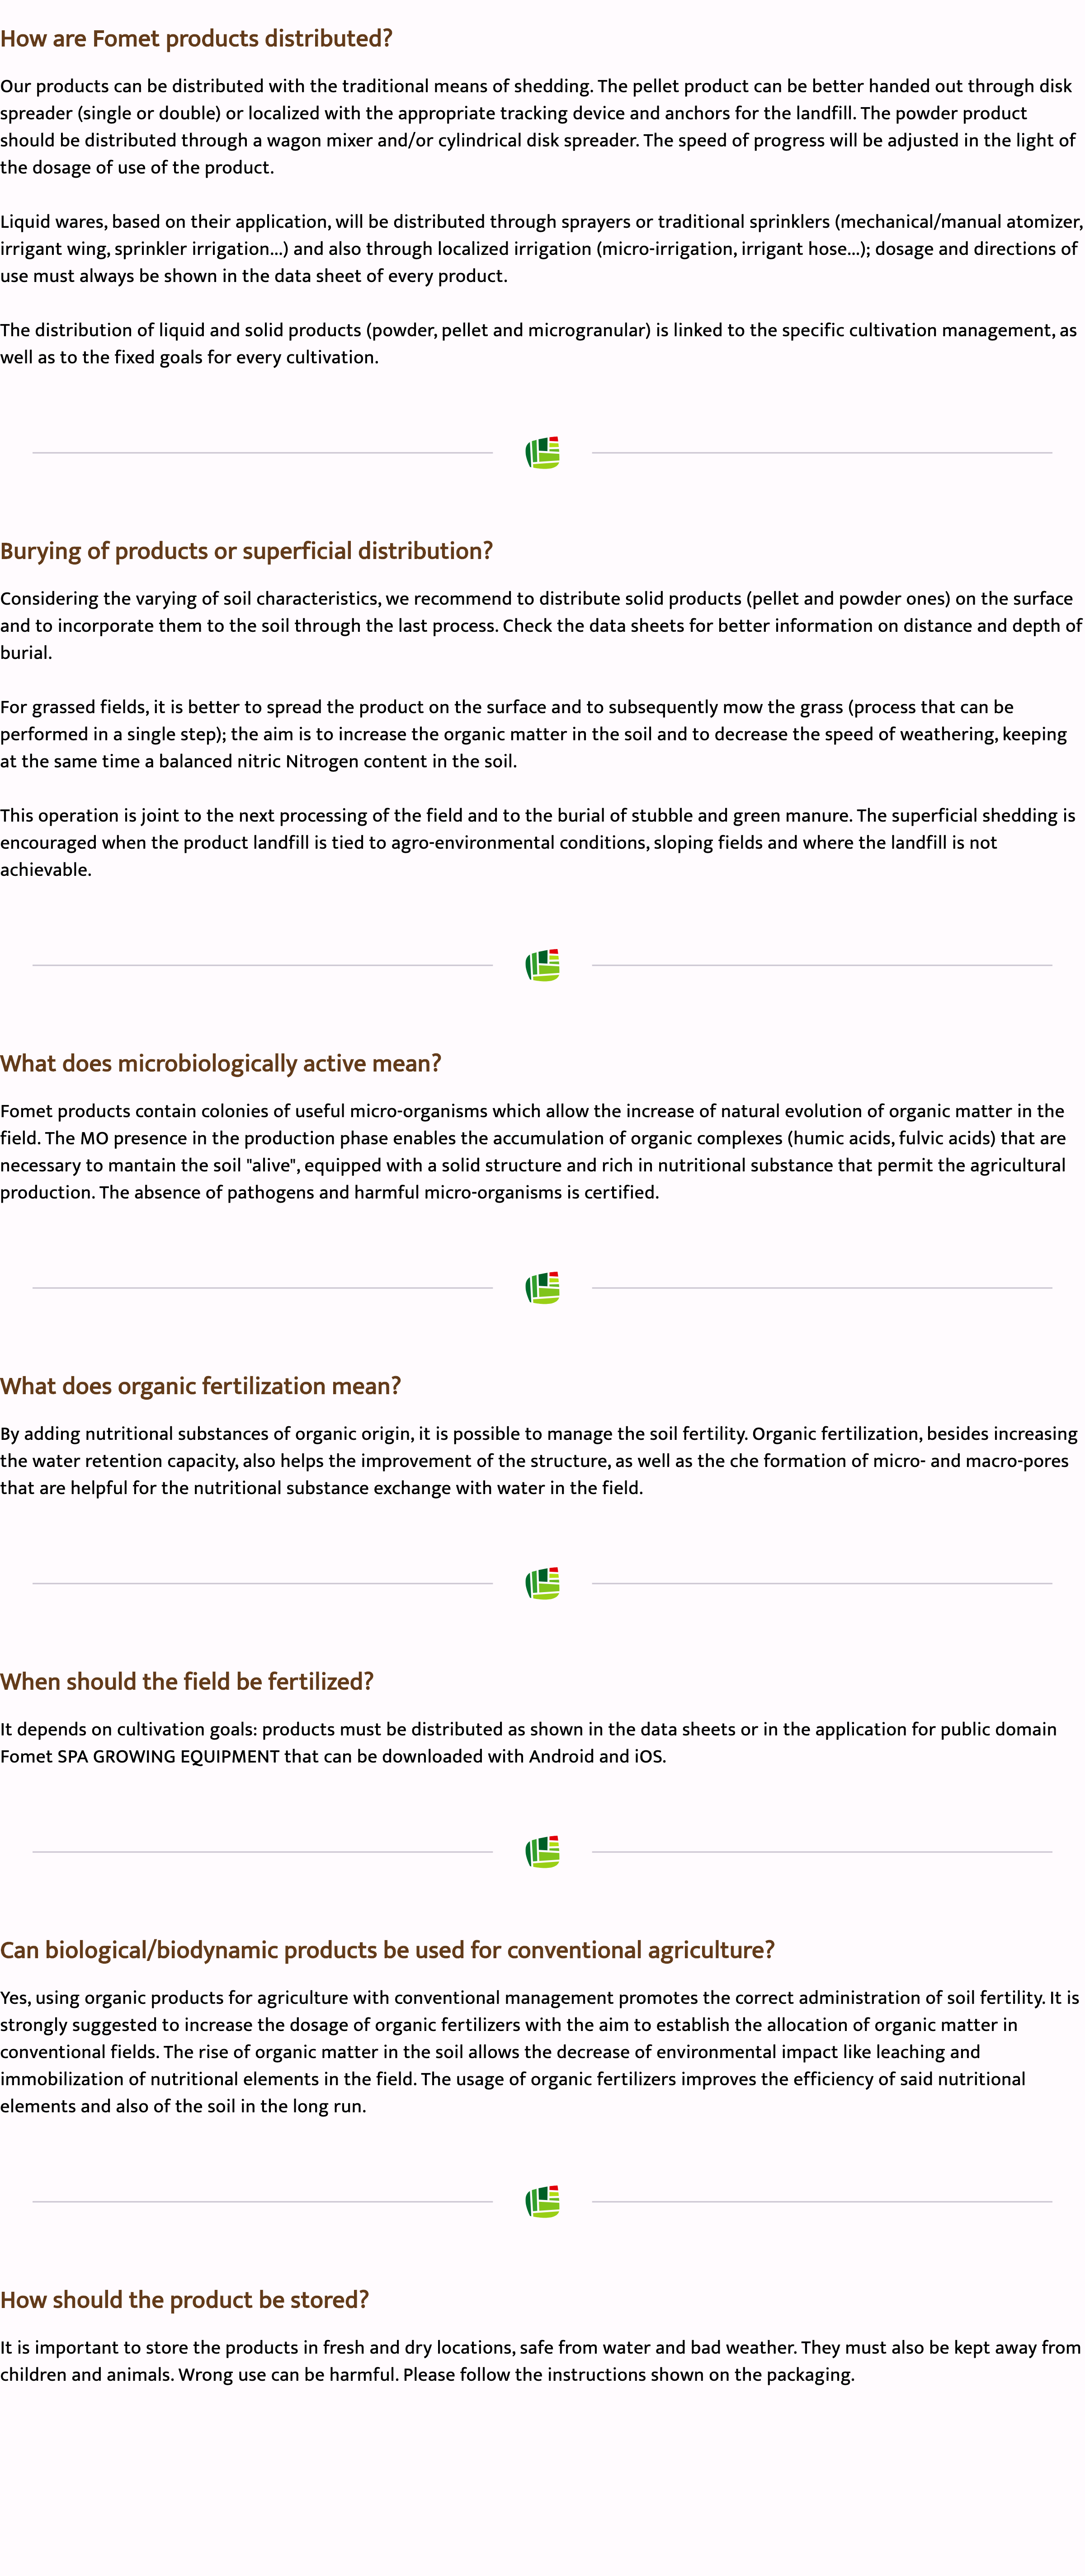 How are Fomet products distributed?
Our products can be distributed with the traditional means of shedding. The pellet product can be better handed out through disk
spreader (single or double) or localized with the appropriate tracking device and anchors for the landfill. The powder product
should be distributed through a wagon mixer and/or cylindrical disk spreader. The speed of progress will be adjusted in the light of
the dosage of use of the product.
Liquid wares, based on their application, will be distributed through sprayers or traditional sprinklers (mechanical/manual atomizer,
irrigant wing, sprinkler irrigation...) and also through localized irrigation (micro-irrigation, irrigant hose...); dosage and directions of
use must always be shown in the data sheet of every product.
The distribution of liquid and solid products (powder, pellet and microgranular) is linked to the specific cultivation management, as
well as to the fixed goals for every cultivation.
Burying of products or superficial distribution?
Considering the varying of soil characteristics, we recommend to distribute solid products (pellet and powder ones) on the surface
and to incorporate them to the soil through the last process. Check the data sheets for better information on distance and depth of
burial.
For grassed fields, it is better to spread the product on the surface and to subsequently mow the grass (process that can be
performed in a single step); the aim is to increase the organic matter in the soil and to decrease the speed of weathering, keeping
at the same time a balanced nitric Nitrogen content in the soil.
This operation is joint to the next processing of the field and to the burial of stubble and green manure. The superficial shedding is
encouraged when the product landfill is tied to agro-environmental conditions, sloping fields and where the landfill is not
achievable.
What does microbiologically active mean?
Fomet products contain colonies of useful micro-organisms which allow the increase of natural evolution of organic matter in the
field. The MO presence in the production phase enables the accumulation of organic complexes (humic acids, fulvic acids) that are
necessary to mantain the soil "alive", equipped with a solid structure and rich in nutritional substance that permit the agricultural
production. The absence of pathogens and harmful micro-organisms is certified.
What does organic fertilization mean?
By adding nutritional substances of organic origin, it is possible to manage the soil fertility. Organic fertilization, besides increasing
the water retention capacity, also helps the improvement of the structure, as well as the che formation of micro- and macro-pores
that are helpful for the nutritional substance exchange with water in the field.
When should the field be fertilized?
It depends on cultivation goals: products must be distributed as shown in the data sheets or in the application for public domain
Fomet SPA GROWING EQUIPMENT that can be downloaded with Android and iOS.
Can biological/biodynamic products be used for conventional agriculture?
Yes, using organic products for agriculture with conventional management promotes the correct administration of soil fertility. It is
strongly suggested to increase the dosage of organic fertilizers with the aim to establish the allocation of organic matter in
conventional fields. The rise of organic matter in the soil allows the decrease of environmental impact like leaching and
immobilization of nutritional elements in the field. The usage of organic fertilizers improves the efficiency of said nutritional
elements and also of the soil in the long run.
How should the product be stored?
It is important to store the products in fresh and dry locations, safe from water and bad weather. They must also be kept away from
children and animals. Wrong use can be harmful. Please follow the instructions shown on the packaging.